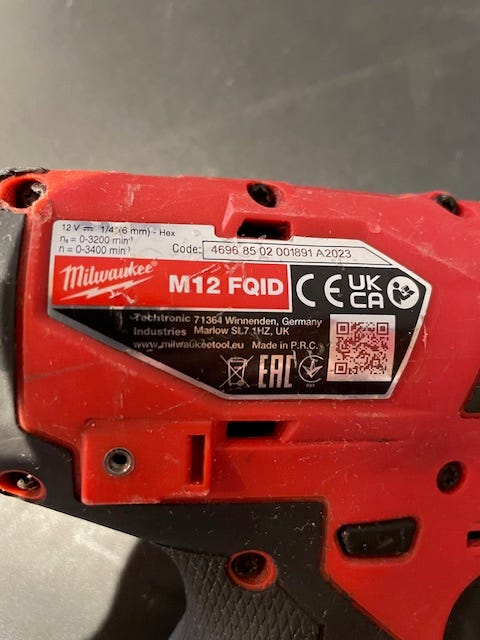 12 V ⎓ 1/4" (6 mm) - Hex
n₀ = 0-3200 min⁻¹
n = 0-3400 min⁻¹
Code: 4696 85 02 001891 A2023
Milwaukee®
M12 FQID
CE UKCA
Techtronic 71364 Winnenden, Germany
Industries Marlow SL7 1HZ, UK
www.milwaukeetool.eu Made in P.R.C.
EAC